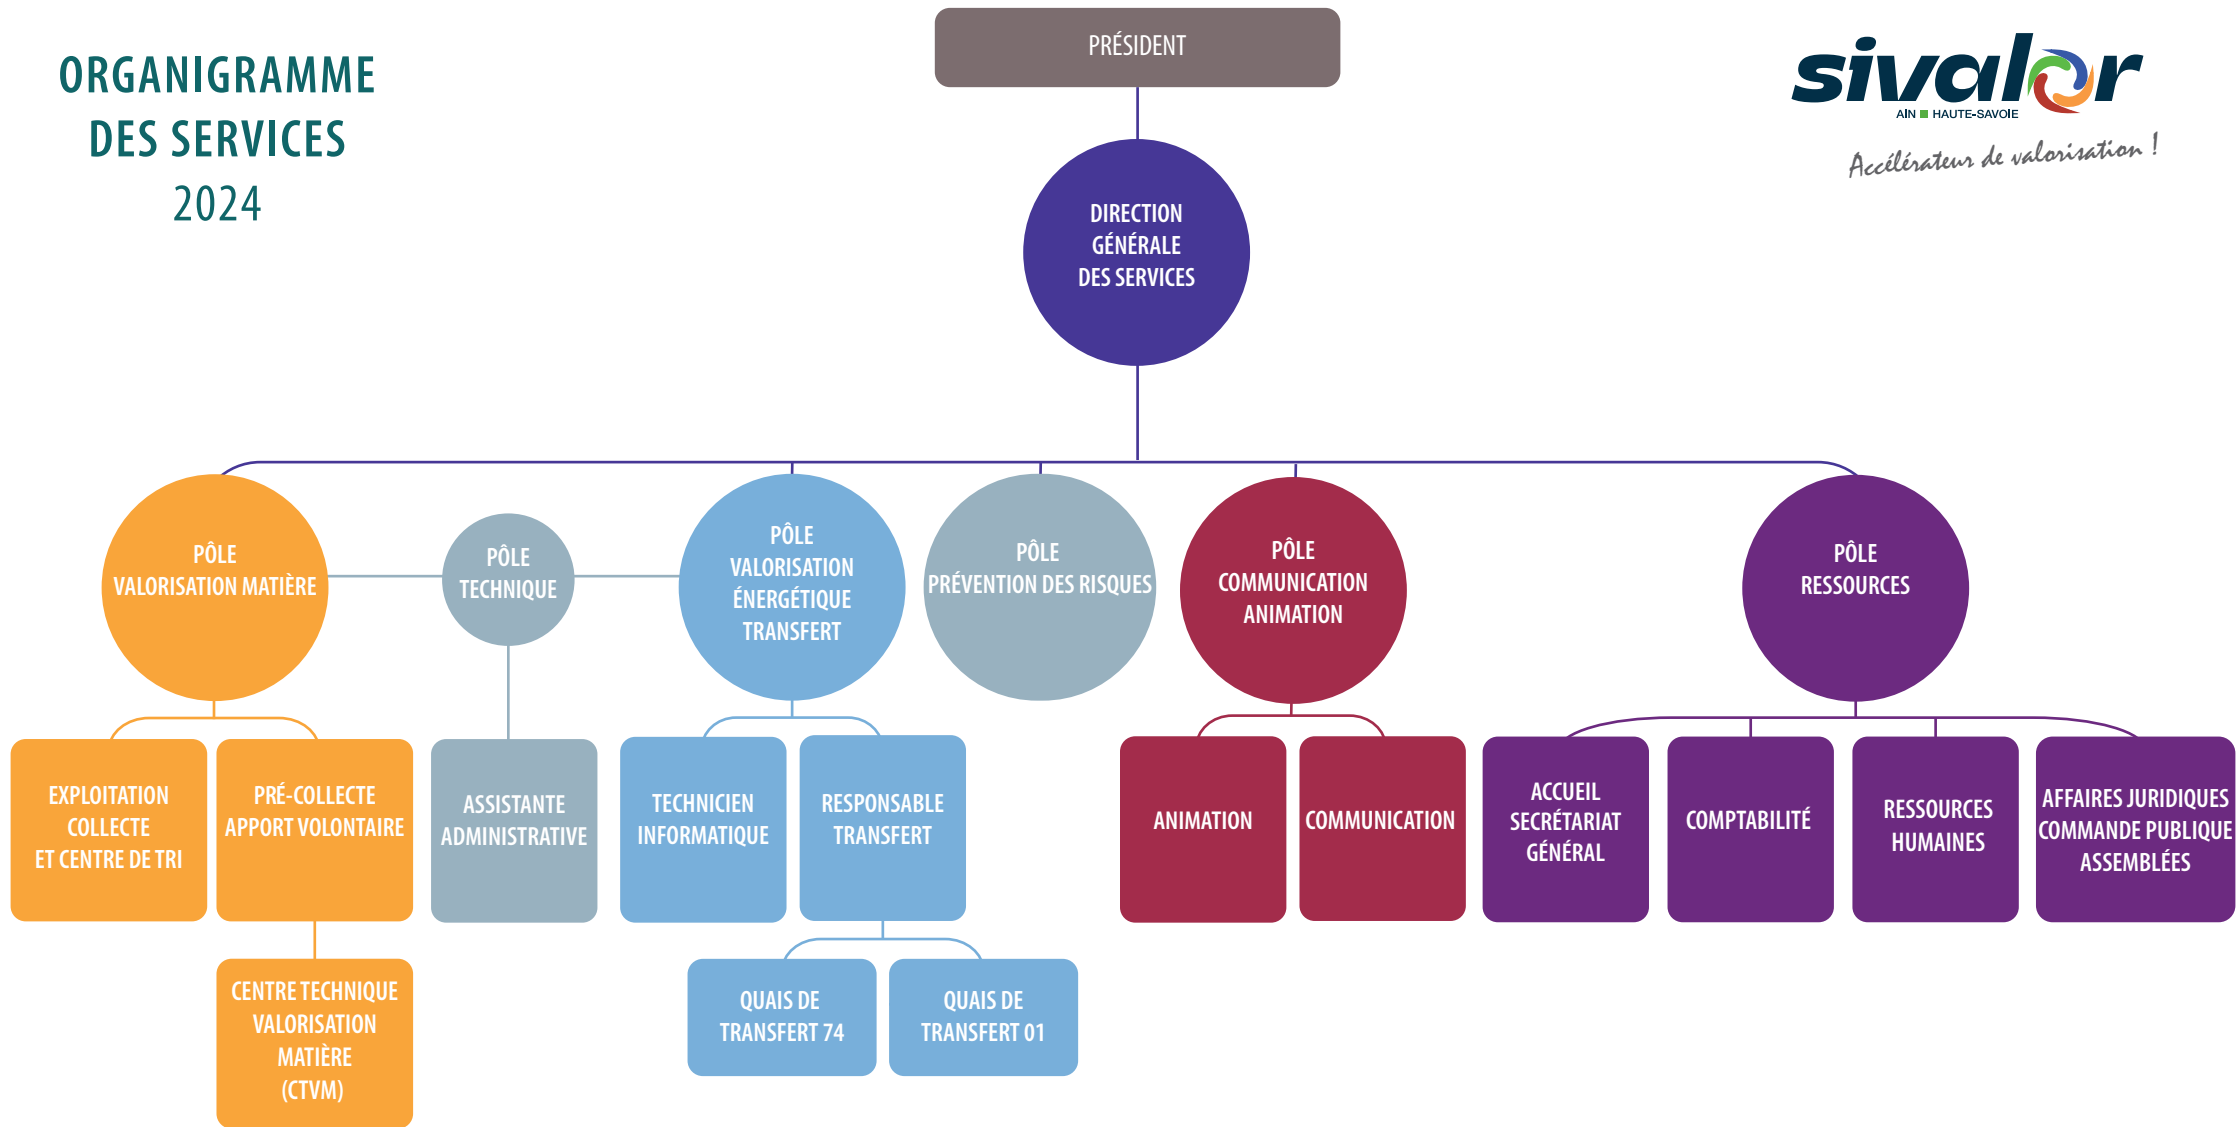 ORGANIGRAMME
DES SERVICES
2024
PRÉSIDENT
sivalor
AIN HAUTE-SAVOIE
Accélérateur de valorisation !
DIRECTION
GÉNÉRALE
DES SERVICES
PÔLE
VALORISATION MATIÈRE
PÔLE
TECHNIQUE
PÔLE
VALORISATION
ÉNERGÉTIQUE
TRANSFERT
PÔLE
PRÉVENTION DES RISQUES
PÔLE
COMMUNICATION
ANIMATION
PÔLE
RESSOURCES
EXPLOITATION
COLLECTE
ET CENTRE DE TRI
PRÉ-COLLECTE
APPORT VOLONTAIRE
ASSISTANTE
ADMINISTRATIVE
TECHNICIEN
INFORMATIQUE
RESPONSABLE
TRANSFERT
ANIMATION
COMMUNICATION
ACCUEIL
SECRÉTARIAT
GÉNÉRAL
COMPTABILITÉ
RESSOURCES
HUMAINES
AFFAIRES JURIDIQUES
COMMANDE PUBLIQUE
ASSEMBLÉES
CENTRE TECHNIQUE
VALORISATION
MATIÈRE
(CTVM)
QUAIS DE
TRANSFERT 74
QUAIS DE
TRANSFERT 01